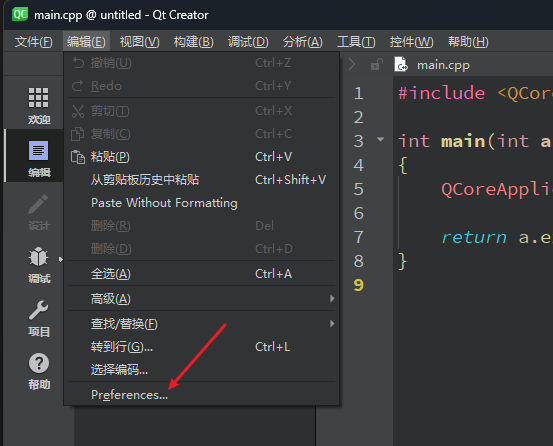 QC main.cpp @ untitled - Qt Creator
文件(F) 编辑(E) 视图(V) 构建(B) 调试(D) 分析(A) 工具(T) 控件(W) 帮助(H)
撤销(U) Ctrl+Z
Redo Ctrl+Y
剪切(T) Ctrl+X
复制(C) Ctrl+C
粘贴(P) Ctrl+V
从剪贴板历史中粘贴 Ctrl+Shift+V
Paste Without Formatting
删除(R) Del
删除(D) Ctrl+D
全选(A) Ctrl+A
高级(A)
查找/替换(F)
转到行(G)... Ctrl+L
选择编码...
Preferences...
欢迎
编辑
设计
调试
项目
帮助
main.cpp
1 #include <QCore
2
3 int main(int a
4 {
5 QCoreApplic
6
7 return a.e
8 }
9